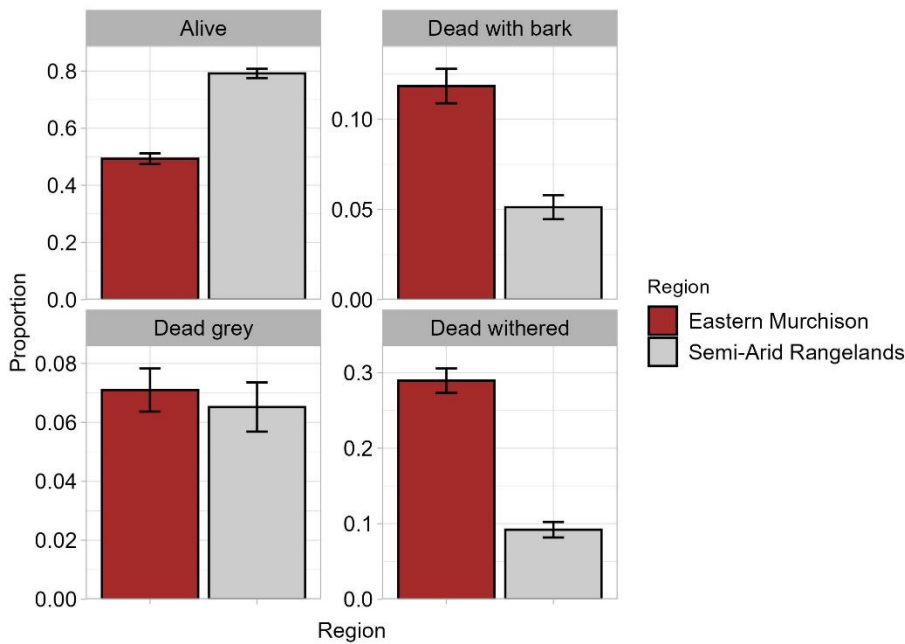 Alive
Dead with bark
0.8
0.6
0.4
0.2
0.0
0.10
0.05
0.00
Proportion
Dead grey
Dead withered
0.08
0.06
0.04
0.02
0.00
0.3
0.2
0.1
0.0
Region
Region
Eastern Murchison
Semi-Arid Rangelands